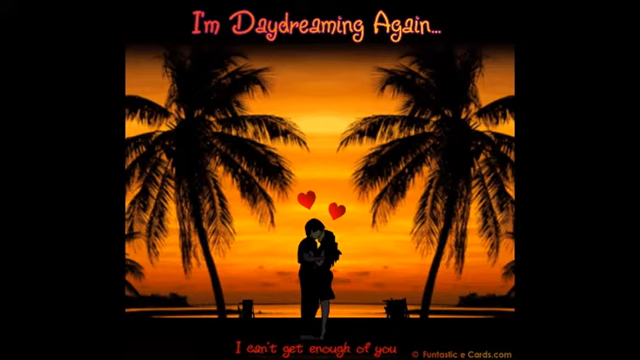 I'm Daydreaming Again...
I can't get enough of you
© Funtastic e Cards.com